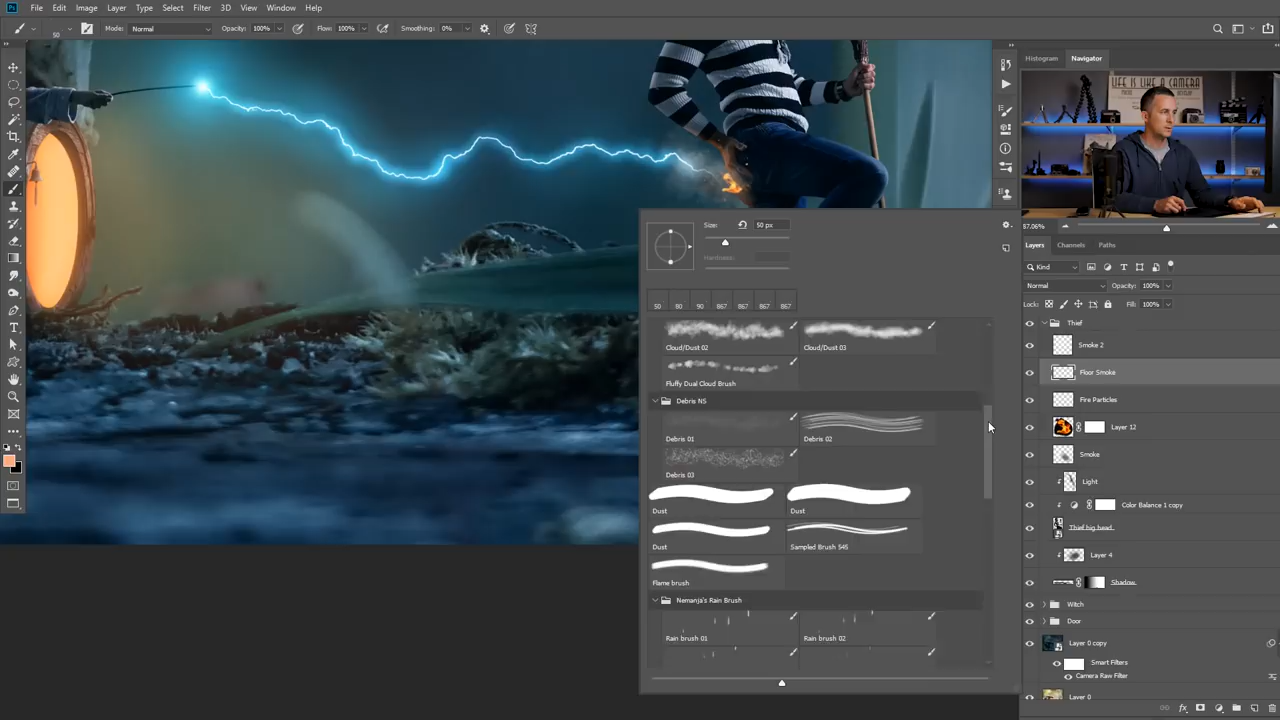 Ps File Edit Image Layer Type Select Filter 3D View Window Help
50 Mode: Normal Opacity: 100% Flow: 100% Smoothing: 0%
Histogram Navigator
LIFE IS LIKE A CAMERA
87.06%
Layers Channels Paths
Kind
Normal Opacity: 100%
Lock: Fill: 100%
Thief
Smoke 2
Floor Smoke
Fire Particles
Layer 12
Smoke
Light
Color Balance 1 copy
Thief big head
Layer 4
Shadow
Witch
Door
Layer 0 copy
Smart Filters
Camera Raw Filter
Layer 0
Size: 50 px
Hardness:
50 80 90 867 867 867 867
Cloud/Dust 02 Cloud/Dust 03
Fluffy Dual Cloud Brush
Debris NS
Debris 01 Debris 02
Debris 03
Dust Dust
Dust Sampled Brush 545
Flame brush
Nemanja's Rain Brush
Rain brush 01 Rain brush 02